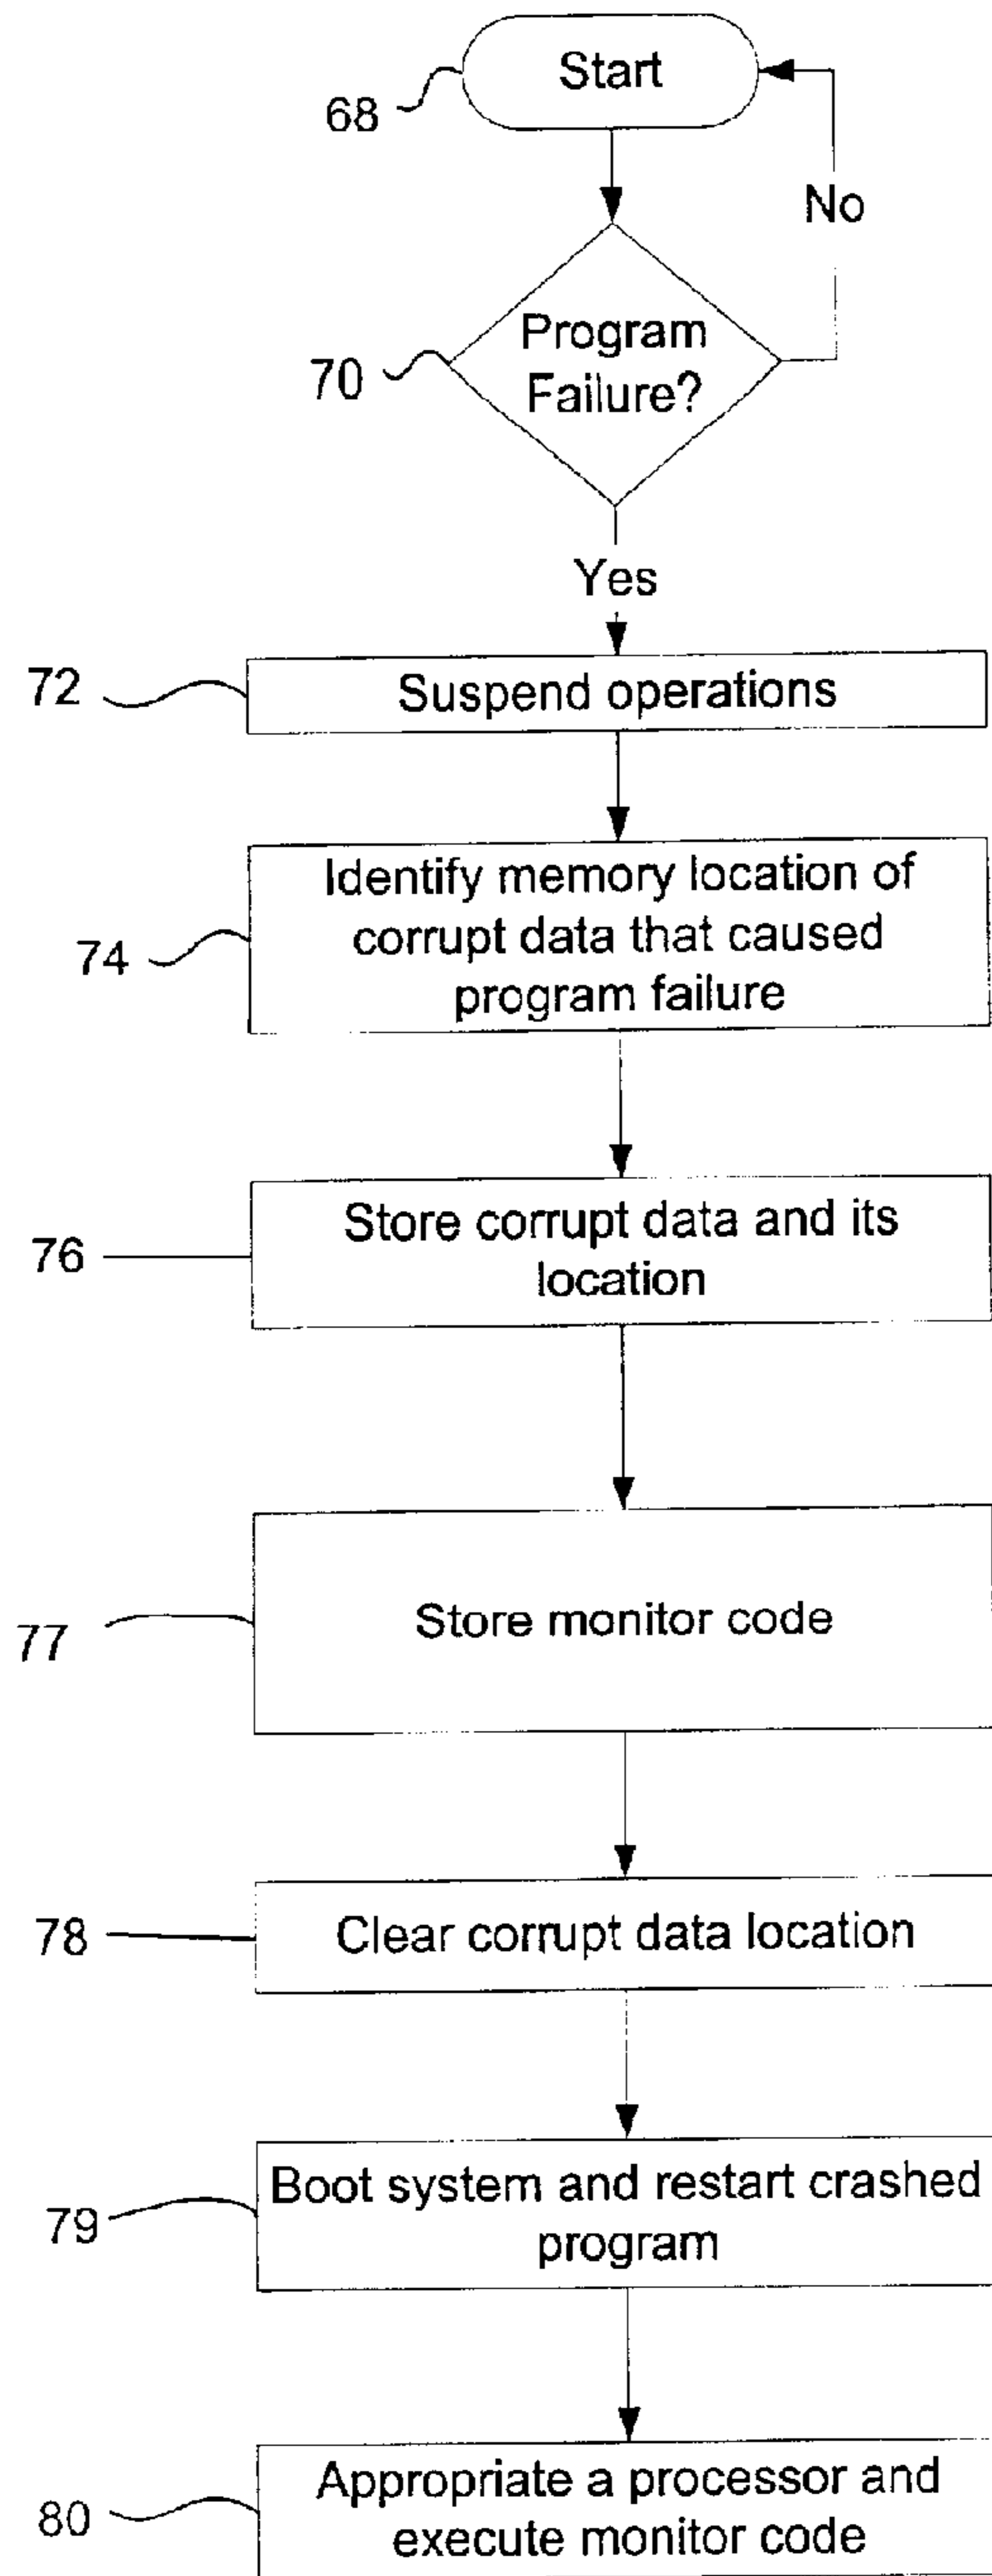 Start
68
No
Program
Failure?
70
Yes
72
Suspend operations
Identify memory location of
corrupt data that caused
program failure
74
Store corrupt data and its
location
76
Store monitor code
77
Clear corrupt data location
78
Boot system and restart crashed
program
79
Appropriate a processor and
execute monitor code
80